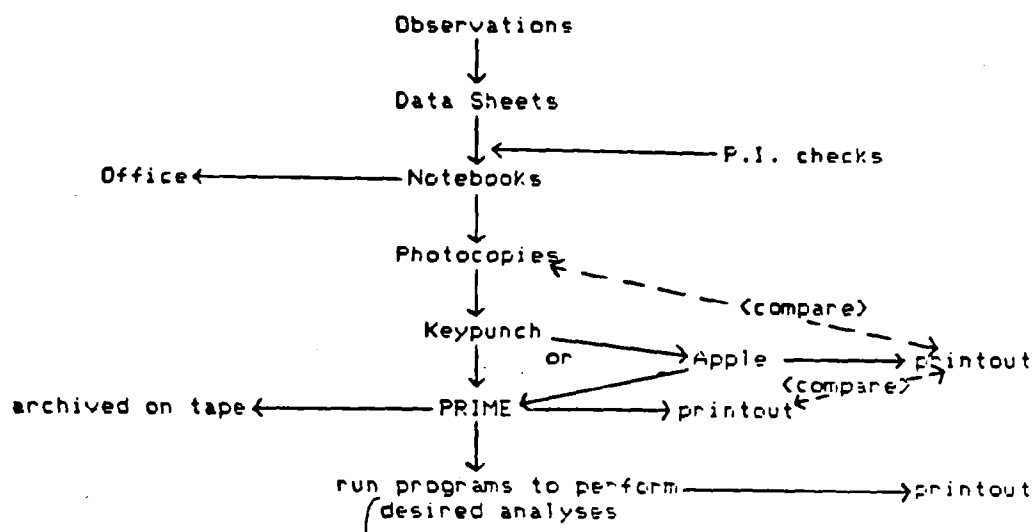 Observations
Data Sheets
P.I. checks
Office
Notebooks
Photocopies
<compare>
Keypunch
or
Apple
printout
<compare>
archived on tape
PRIME
printout
run programs to perform
printout
desired analyses